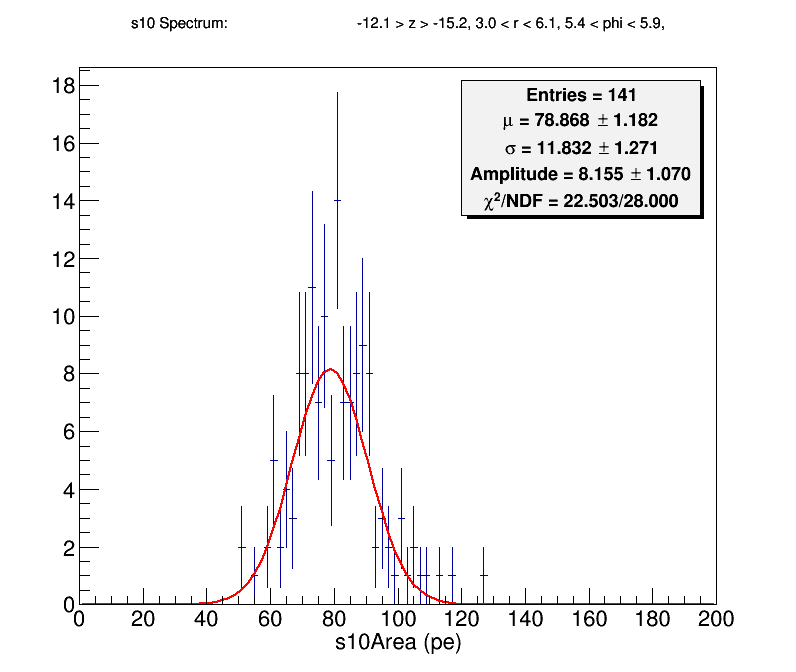 s10 Spectrum: -12.1 > z > -15.2, 3.0 < r < 6.1, 5.4 < phi < 5.9,
Entries = 141
μ = 78.868 ± 1.182
σ = 11.832 ± 1.271
Amplitude = 8.155 ± 1.070
χ²/NDF = 22.503/28.000
18
16
14
12
10
8
6
4
2
0
0 20 40 60 80 100 120 140 160 180 200
s10Area (pe)